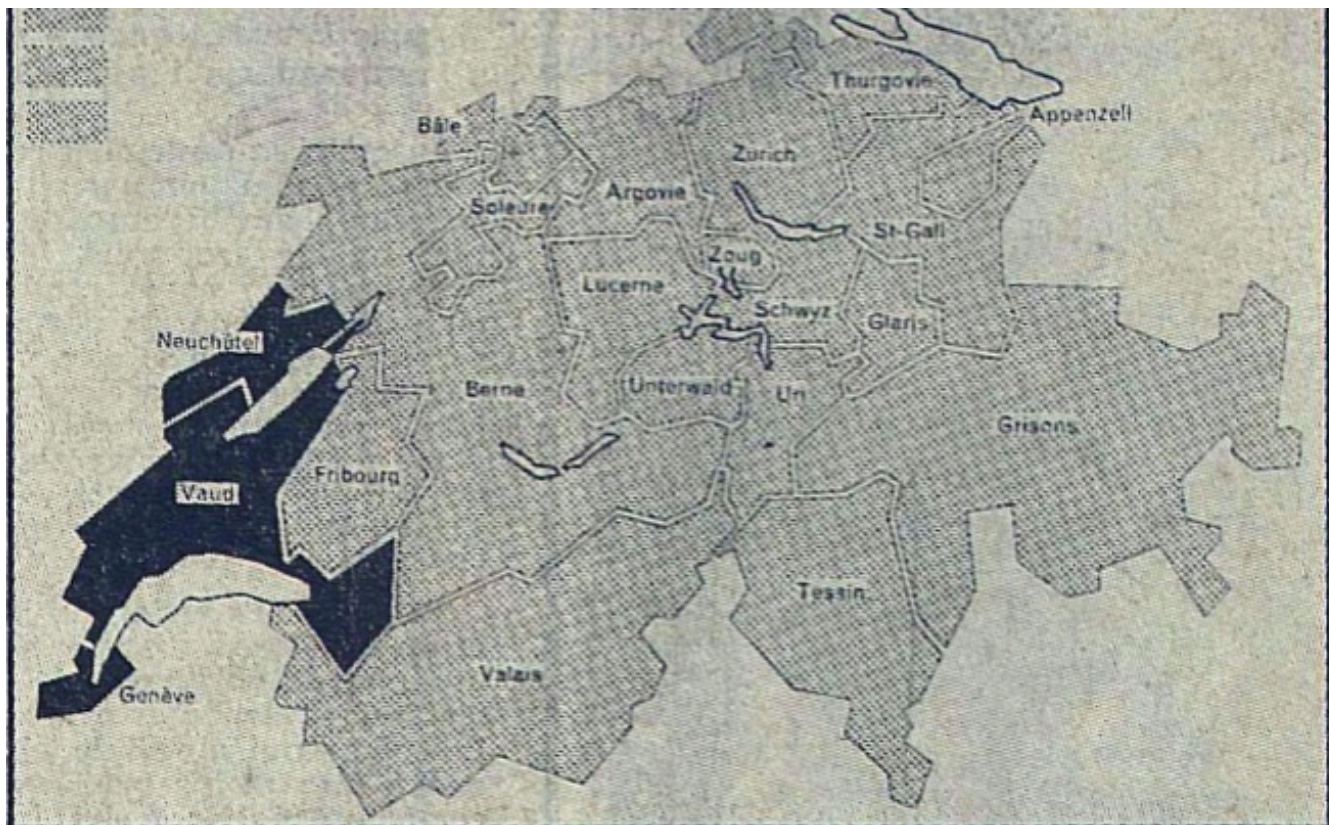 Thurgovie
Appenzell
Bâle
Zurich
Argovie
Soleure
St-Gall
Zoug
Lucerne
Schwyz
Glaris
Neuchâtel
Berne
Unterwald
Uri
Grisons
Fribourg
Vaud
Tessin
Valais
Genève